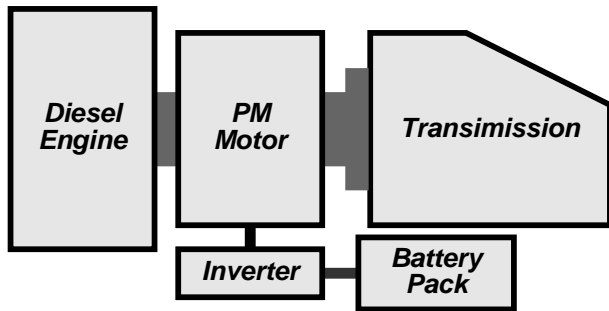 Diesel
Engine
PM
Motor
Transimission
Inverter
Battery
Pack